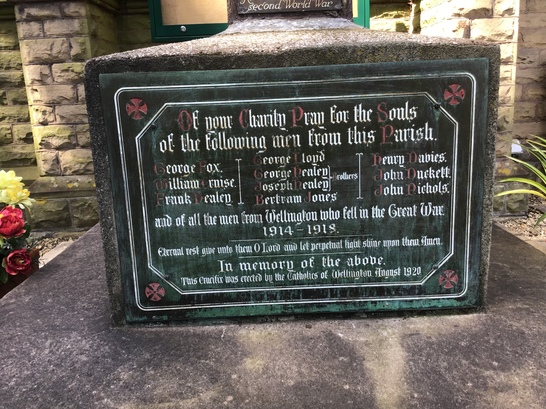 second World War
Of your Charity Pray for the Souls
of the following men from this Parish.
George Fox. George Lloyd Henry Davies.
William Cruise. George Healey brothers John Duckett.
Frank Healey Joseph Healey John Nichols.
Bertram Jones
and of all the men from Wellington who fell in the Great War
1914-1918.
Eternal rest give unto them O Lord and let perpetual light shine upon them Amen.
In memory of the above.
This Crucifix was erected by the Catholics of Wellington August 1920